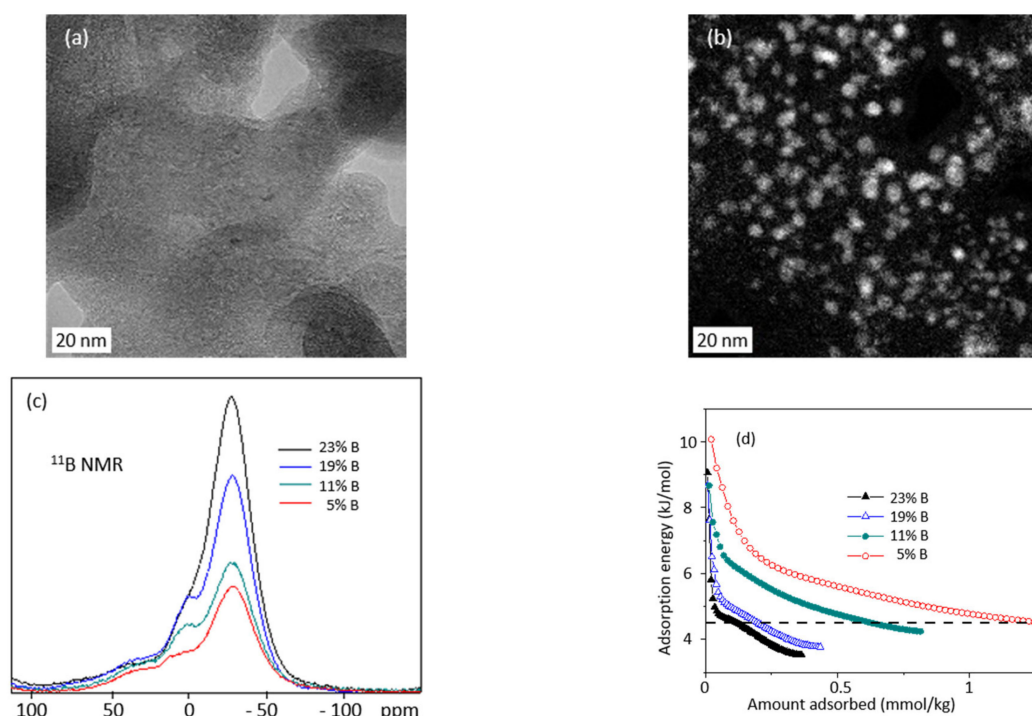 (a)
20 nm
(b)
20 nm
(c)
11B NMR
23% B
19% B
11% B
5% B
100 50 0 - 50 - 100 ppm
(d)
Adsorption energy (kJ/mol)
10
8
6
4
23% B
19% B
11% B
5% B
0 0.5 1
Amount adsorbed (mmol/kg)